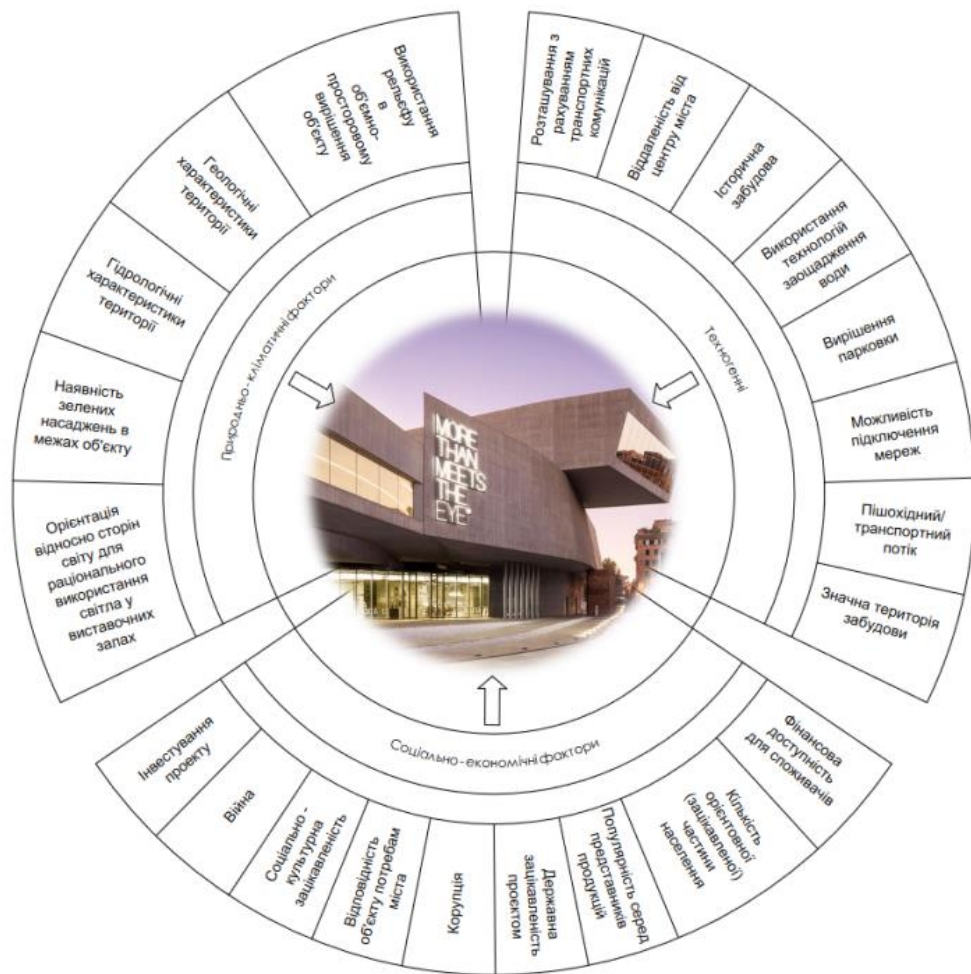 Використання
рельєфу
в
об'ємно-
просторовому
вирішення
об'єкту
Геологічні
характеристики
території
Гідрологічні
характеристики
території
Наявність
зелених
насаджень в
межах об'єкту
Орієнтація
відносно сторін
світу для
раціонального
використання
світла у
виставочних
залах
Природньо-кліматичні фактори
Розташування з
рахуванням
транспортних
комунікацій
Віддаленість від
центру міста
Історична
забудова
Використання
технологій
заощадження
води
Вирішення
парковки
Можливість
підключення
мереж
Пішохідний/
транспортний
потік
Значна територія
забудови
Техногенні
MORE
THAN
MEETS
THE
EYE
Соціально-економічні фактори
Інвестування
проекту
Війна
Соціально -
культурна
зацікавленість
Відповідність
об'єкту потребам
міста
Корупція
Державна
зацікавленість
проєктом
Популярність серед
представників
продукцій
Кількість
орієнтовної
(зацікавленої)
частини
населення
Фінансова
доступність
для споживачів